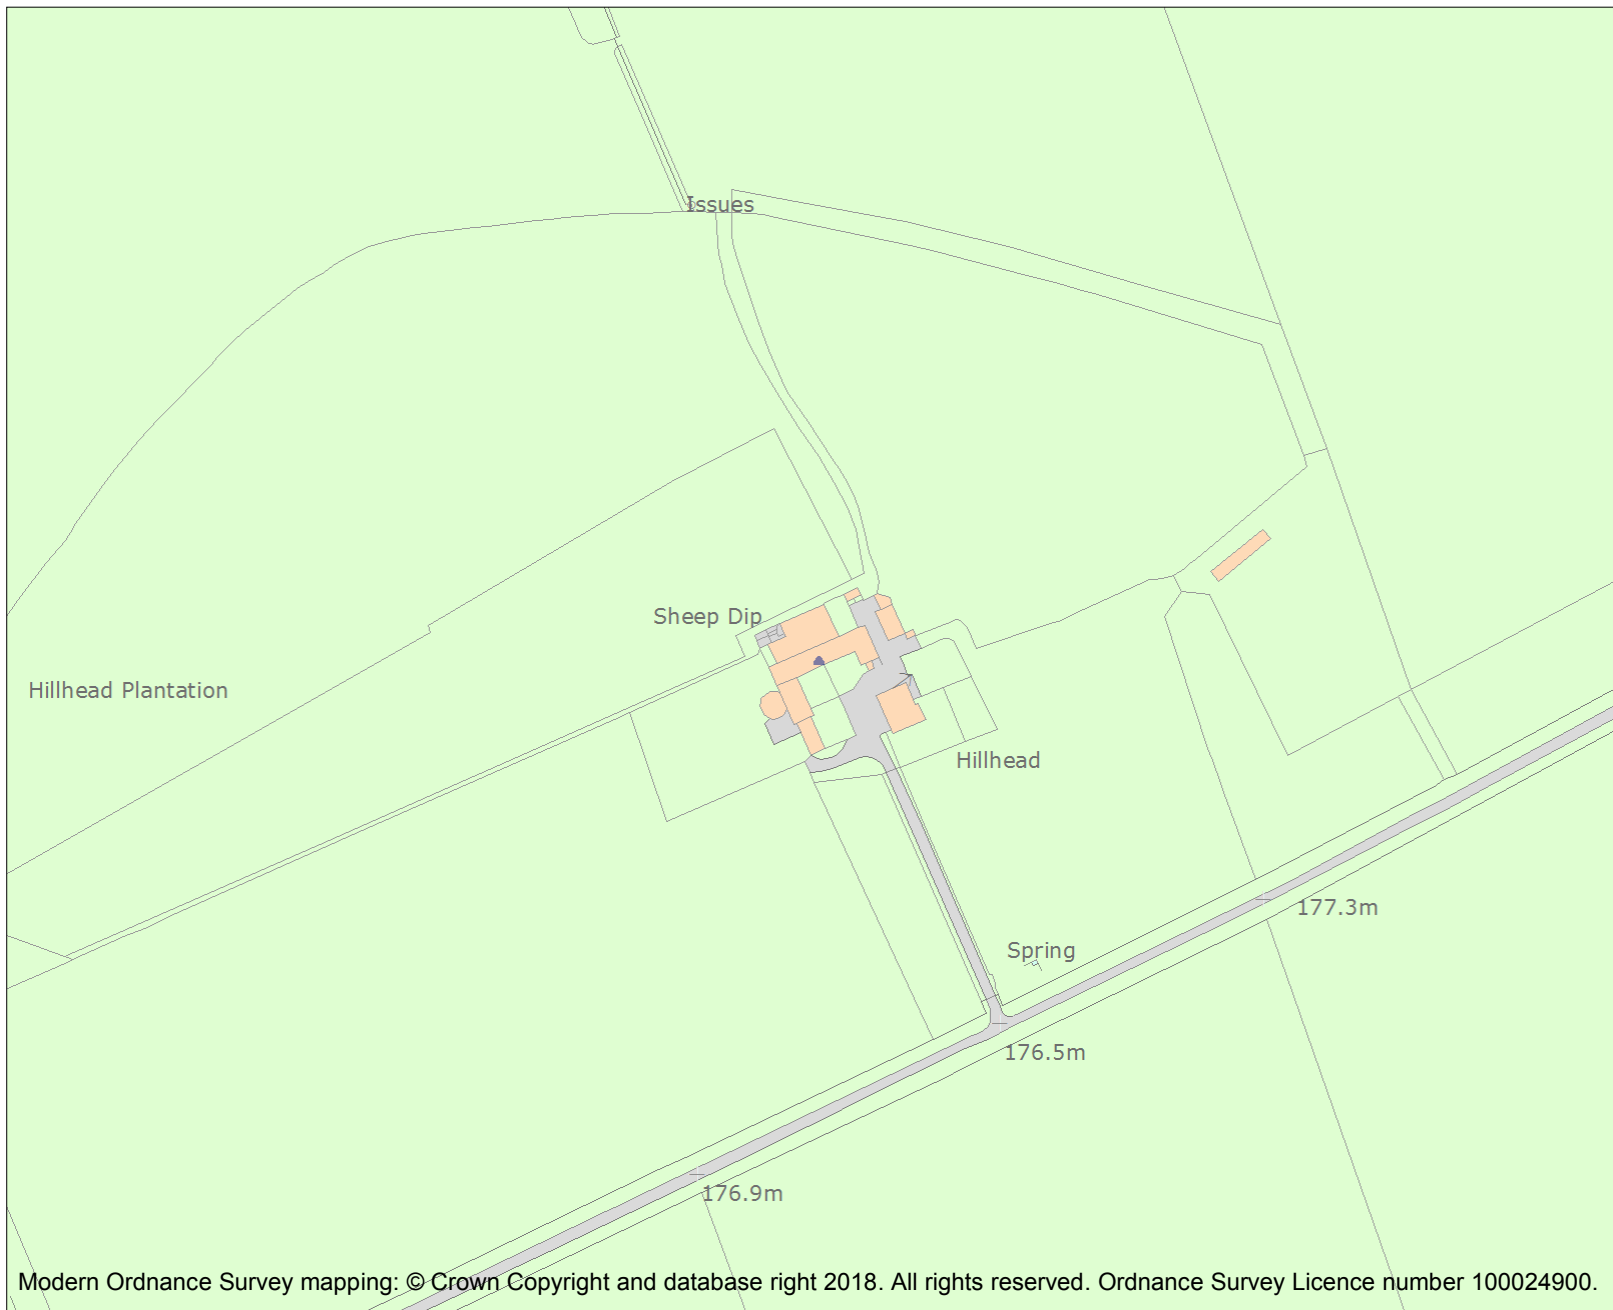 Issues
Sheep Dip
Hillhead Plantation
Hillhead
177.3m
Spring
176.5m
176.9m
Modern Ordnance Survey mapping: © Crown Copyright and database right 2018. All rights reserved. Ordnance Survey Licence number 100024900.